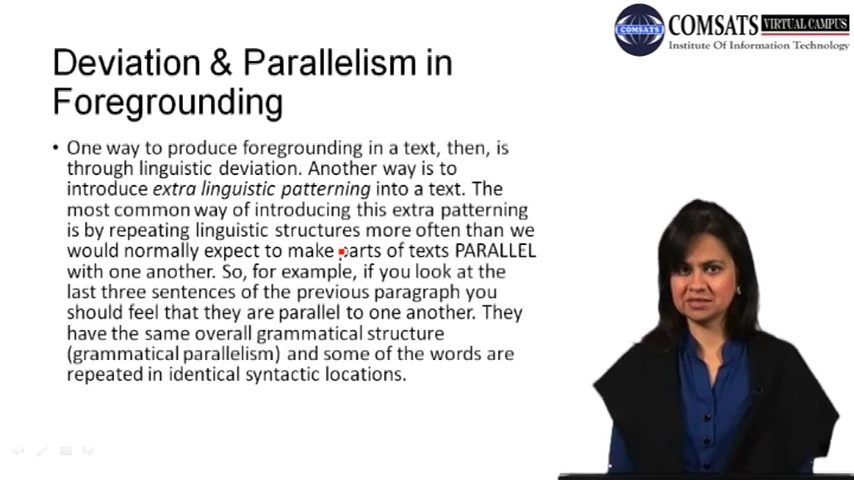 COMSATS VIRTUAL CAMPUS
COMSATS
Institute Of Information Technology
Deviation & Parallelism in
Foregrounding
• One way to produce foregrounding in a text, then, is
through linguistic deviation. Another way is to
introduce extra linguistic patterning into a text. The
most common way of introducing this extra patterning
is by repeating linguistic structures more often than we
would normally expect to make parts of texts PARALLEL
with one another. So, for example, if you look at the
last three sentences of the previous paragraph you
should feel that they are parallel to one another. They
have the same overall grammatical structure
(grammatical parallelism) and some of the words are
repeated in identical syntactic locations.